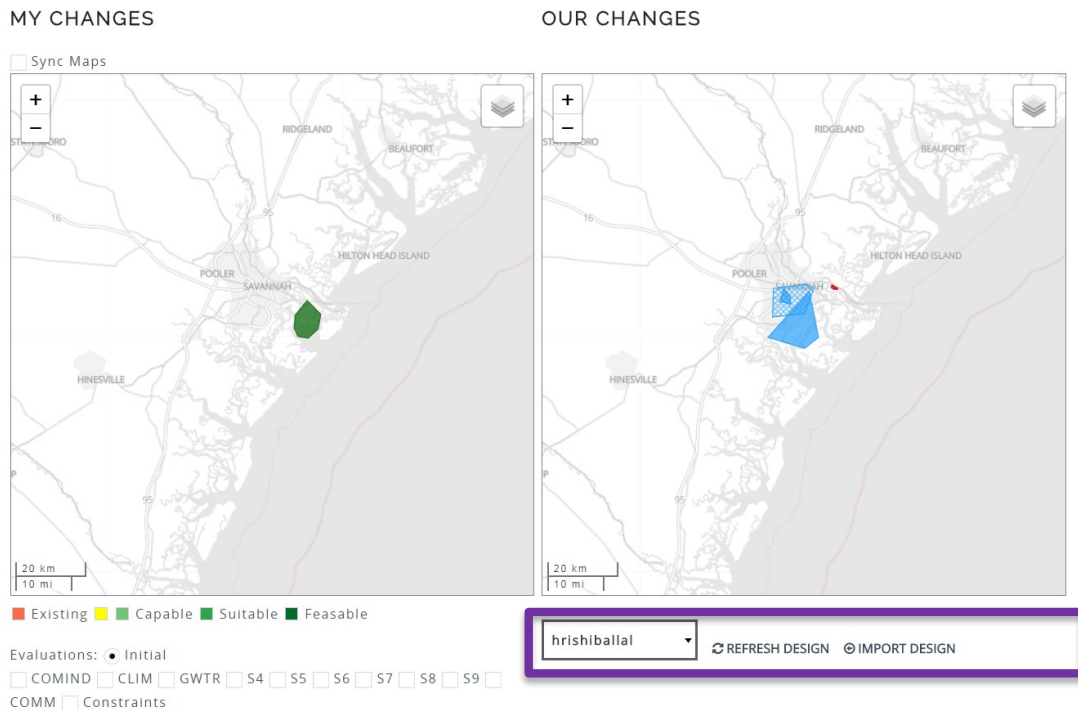 MY CHANGES
OUR CHANGES
Sync Maps
+
−
RIDGELAND
STATESBORO
BEAUFORT
95
16
HILTON HEAD ISLAND
POOLER
SAVANNAH
HINESVILLE
P
95
20 km
10 mi
+
−
RIDGELAND
STATESBORO
BEAUFORT
95
16
HILTON HEAD ISLAND
POOLER
SAVANNAH
HINESVILLE
P
95
20 km
10 mi
Existing Capable Suitable Feasable
hrishiballal REFRESH DESIGN IMPORT DESIGN
Evaluations: Initial
COMIND CLIM GWTR S4 S5 S6 S7 S8 S9
COMM Constraints